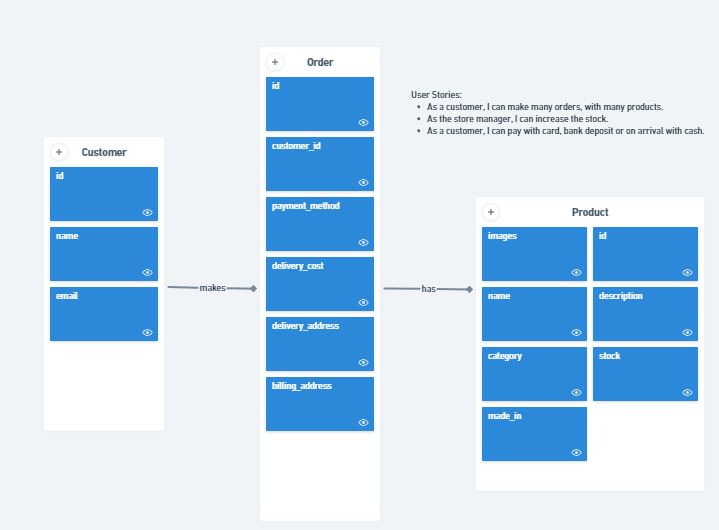 Customer
id
name
email
makes
Order
id
customer_id
payment_method
delivery_cost
delivery_address
billing_address
has
User Stories:
• As a customer, I can make many orders, with many products.
• As the store manager, I can increase the stock.
• As a customer, I can pay with card, bank deposit or on arrival with cash.
Product
images
id
name
description
category
stock
made_in